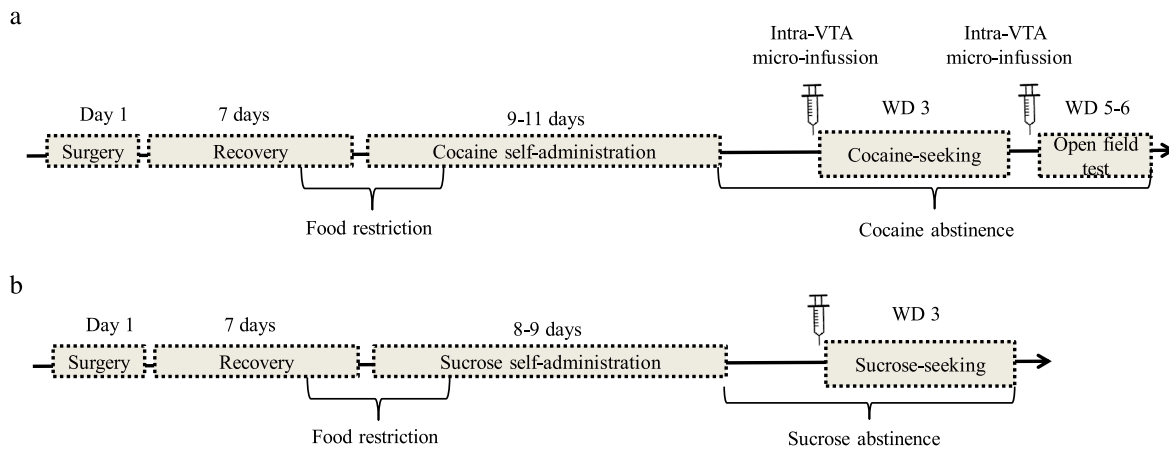 a
Intra-VTA
micro-infussion
Intra-VTA
micro-infussion
Day 1
7 days
9-11 days
WD 3
WD 5-6
Surgery
Recovery
Cocaine self-administration
Cocaine-seeking
Open field
test
Food restriction
Cocaine abstinence
b
Day 1
7 days
8-9 days
WD 3
Surgery
Recovery
Sucrose self-administration
Sucrose-seeking
Food restriction
Sucrose abstinence